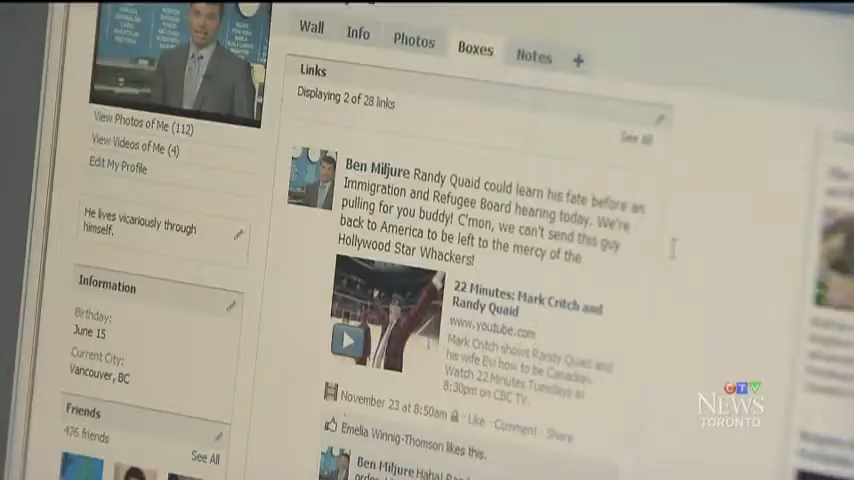 Wall Info Photos Boxes Notes +
Links
Displaying 2 of 28 links
See All
View Photos of Me (112)
View Videos of Me (4)
Edit My Profile
He lives vicariously through
himself.
Information
Birthday:
June 15
Current City:
Vancouver, BC
Friends
476 friends
See All
Ben Miljure Randy Quaid could learn his fate before an
Immigration and Refugee Board hearing today. We're
pulling for you buddy! C'mon, we can't send this guy
back to America to be left to the mercy of the
Hollywood Star Whackers!
22 Minutes: Mark Critch and
Randy Quaid
www.youtube.com
Mark Critch shows Randy Quaid and
his wife Evi how to be Canadian.
Watch 22 Minutes Tuesdays at
8:30pm on CBC TV.
November 23 at 8:50am · Like · Comment · Share
Emelia Winnig-Thomson likes this.
Ben Miljure Haha!
CTV
NEWS
TORONTO